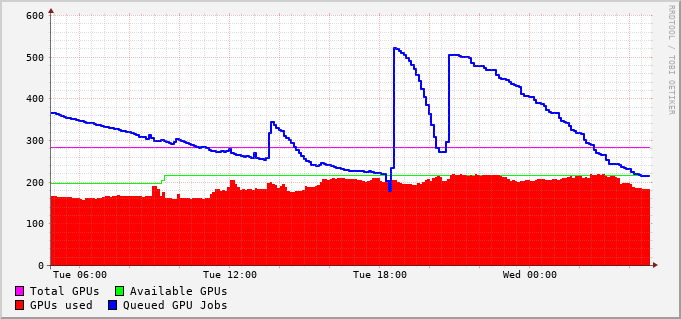 600
500
400
300
200
100
0
Tue 06:00 Tue 12:00 Tue 18:00 Wed 00:00
Total GPUs Available GPUs
GPUs used Queued GPU Jobs
RRDTOOL / TOBI OETIKER